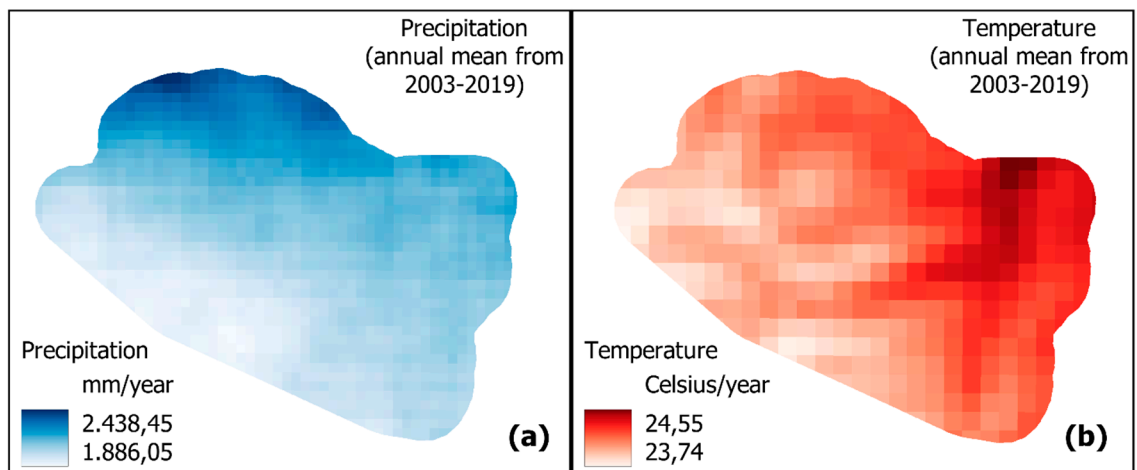 Precipitation
(annual mean from
2003-2019)
Precipitation
mm/year
2.438,45
1.886,05
(a)
Temperature
(annual mean from
2003-2019)
Temperature
Celsius/year
24,55
23,74
(b)